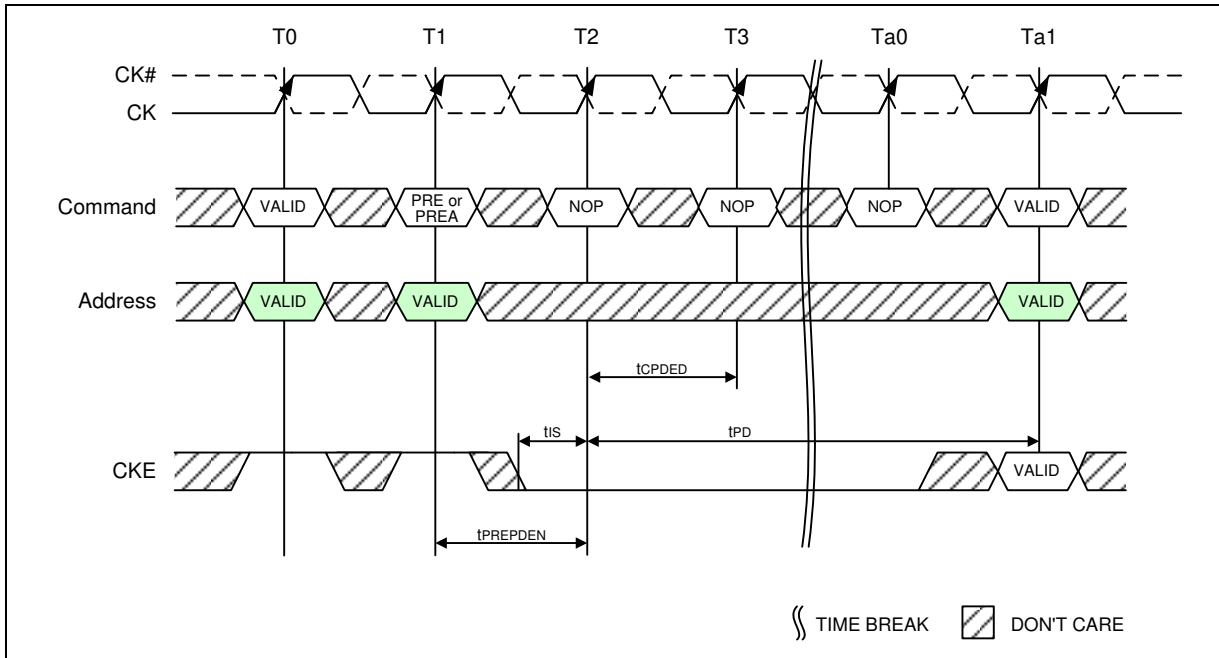 T0 T1 T2 T3 Ta0 Ta1
CK#
CK
Command VALID PRE or PREA NOP NOP NOP VALID
Address VALID VALID VALID
tCPDED
tIS tPD
CKE VALID
tPREPDEN
TIME BREAK DON'T CARE